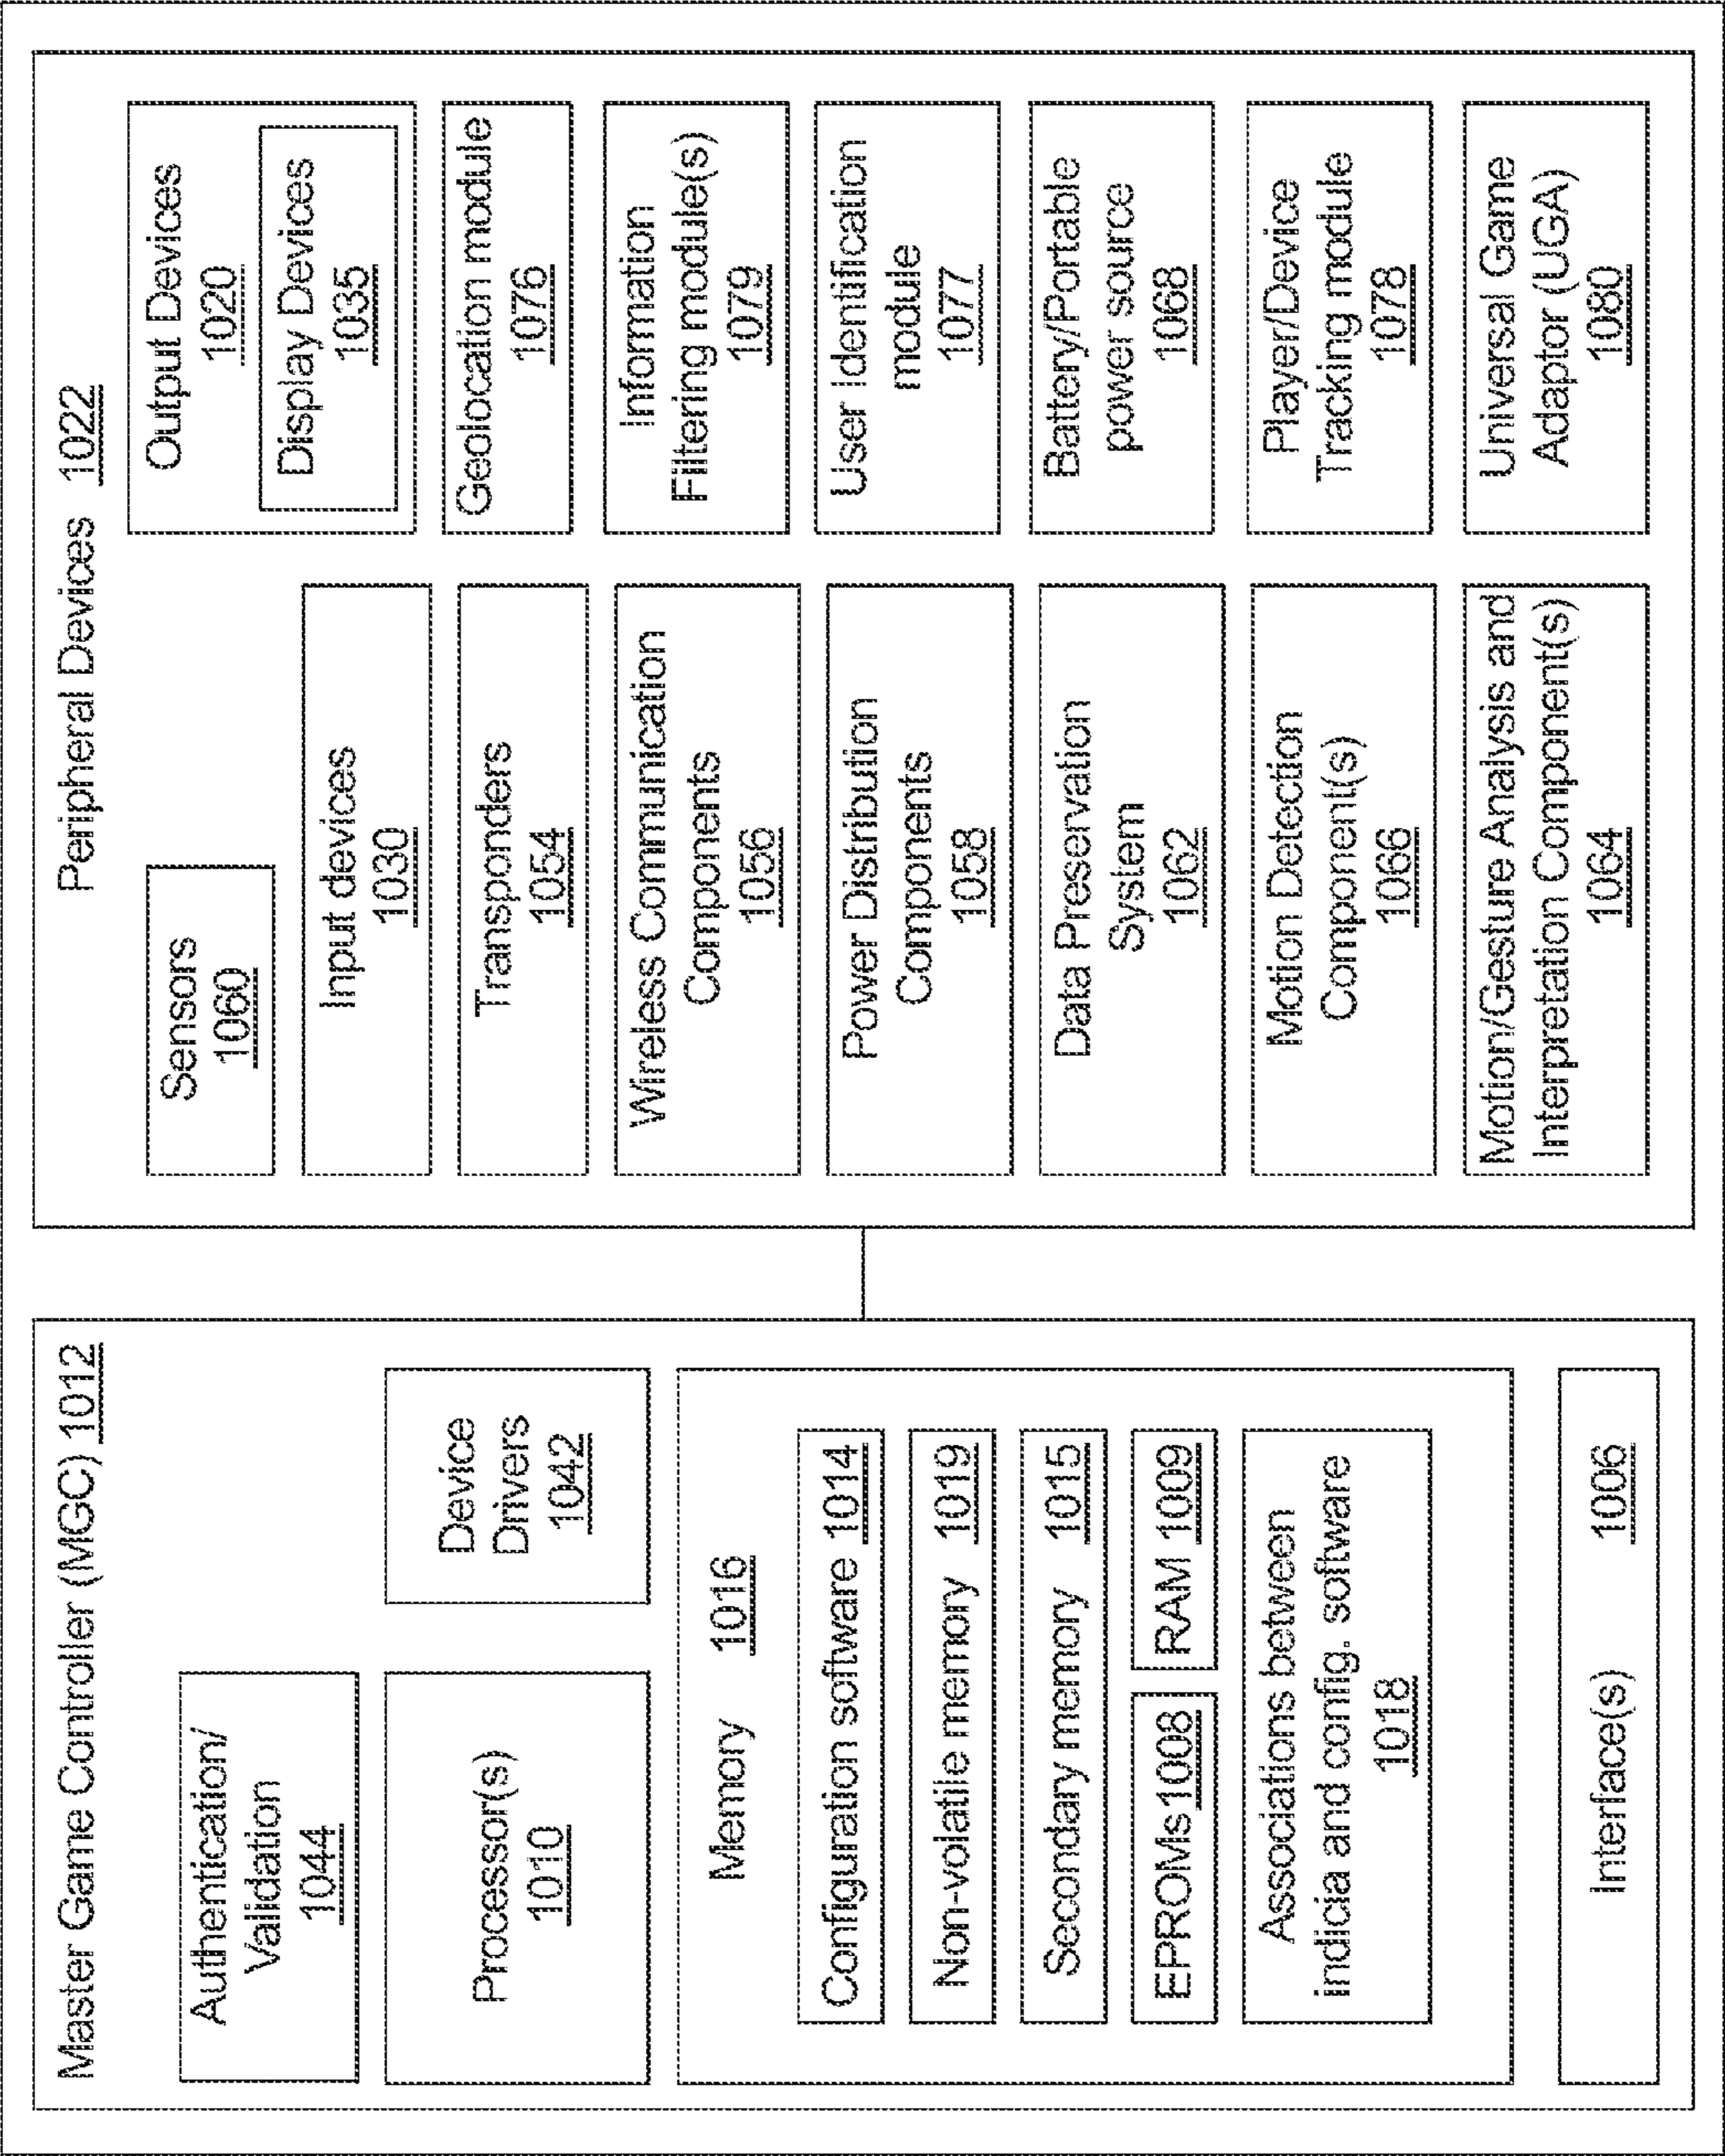 Master Game Controller (MGC) 1012
Authentication/
Validation
1044
Processor(s)
1010
Device
Drivers
1042
Memory 1016
Configuration software 1014
Non-volatile memory 1019
Secondary memory 1015
EPROMs 1008
RAM 1009
Associations between
indicia and config. software
1018
Interface(s) 1006
Peripheral Devices 1022
Sensors
1060
Input devices
1030
Transponders
1054
Wireless Communication
Components
1056
Power Distribution
Components
1058
Data Preservation
System
1062
Motion Detection
Component(s)
1066
Motion/Gesture Analysis and
Interpretation Component(s)
1064
Output Devices
1020
Display Devices
1035
Geolocation module
1076
Information
Filtering module(s)
1079
User Identification
module
1077
Battery/Portable
power source
1068
Player/Device
Tracking module
1078
Universal Game
Adaptor (UGA)
1080